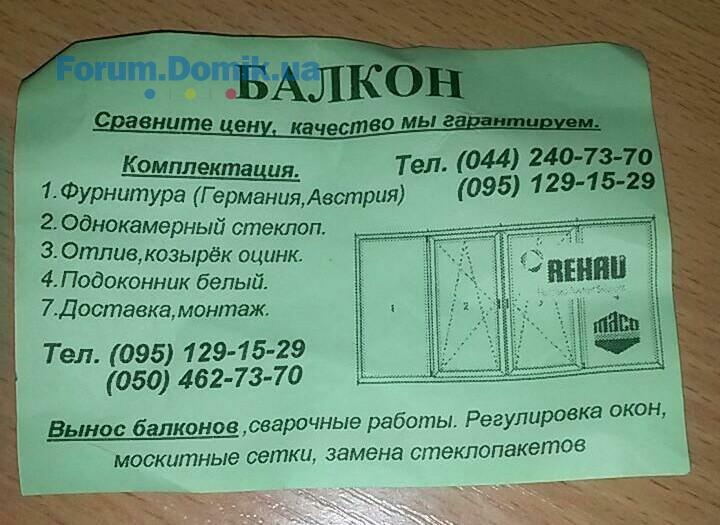 Forum.Domik.ua
БАЛКОН
Сравните цену, качество мы гарантируем.
Комплектация.
1.Фурнитура (Германия,Австрия)
2.Однокамерный стеклоп.
3.Отлив,козырёк оцинк.
4.Подоконник белый.
7.Доставка,монтаж.
Тел. (044) 240-73-70
(095) 129-15-29
REHAU
maco
1
2
Тел. (095) 129-15-29
(050) 462-73-70
Вынос балконов,сварочные работы. Регулировка окон,
москитные сетки, замена стеклопакетов